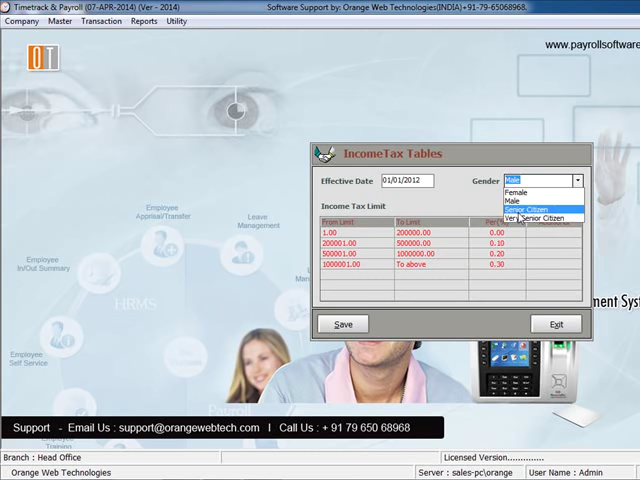 Timetrack & Payroll (07-APR-2014) (Ver - 2014) Software Support by: Orange Web Technologies(INDIA)+91-79-65068968,
Company Master Transaction Reports Utility
OT
www.payrollsoftware
IncomeTax Tables
Effective Date 01/01/2012 Gender Male
Female
Male
Senior Citizen
Very Senior Citizen
Income Tax Limit
From Limit To Limit Per(%)
1.00 200000.00 0.00
200001.00 500000.00 0.10
500001.00 1000000.00 0.20
1000001.00 To above 0.30
Save Exit
Employee
Apprisal/Transfer
Leave
Management
Employee
In/Out Summary
HRMS
ment Sys
Employee
Self Service
Payroll
Support - Email Us : support@orangewebtech.com I Call Us : + 91 79 650 68968
Employee
Training
Branch : Head Office Licensed Version..............
Orange Web Technologies Server : sales-pc\orange User Name : Admin